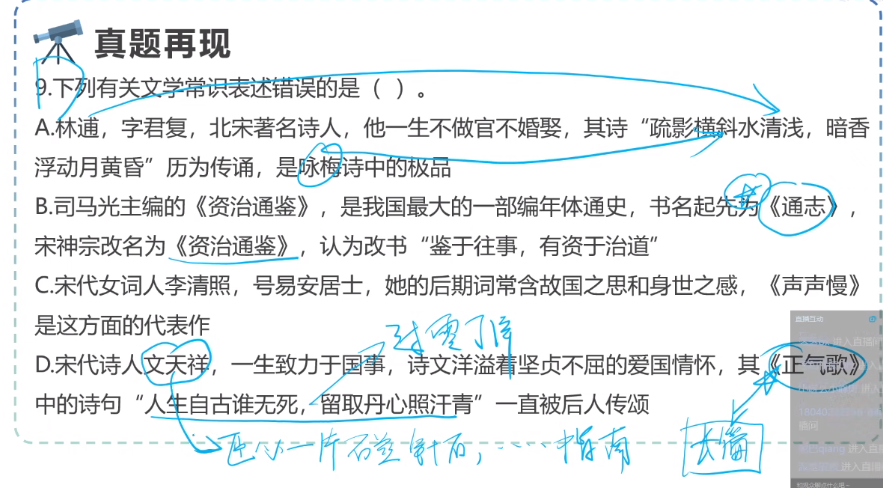 真题再现
9.下列有关文学常识表述错误的是（ ）。
A.林逋，字君复，北宋著名诗人，他一生不做官不婚娶，其诗“疏影横斜水清浅，暗香
浮动月黄昏”历为传诵，是咏梅诗中的极品
B.司马光主编的《资治通鉴》，是我国最大的一部编年体通史，书名起先为《通志》，
宋神宗改名为《资治通鉴》，认为改书“鉴于往事，有资于治道”
C.宋代女词人李清照，号易安居士，她的后期词常含故国之思和身世之感，《声声慢》
是这方面的代表作
过零丁洋
D.宋代诗人文天祥，一生致力于国事，诗文洋溢着坚贞不屈的爱国情怀，其《正气歌》
中的诗句“人生自古谁无死，留取丹心照汗青”一直被后人传颂
臣心一片磁针石，……指南
长篇